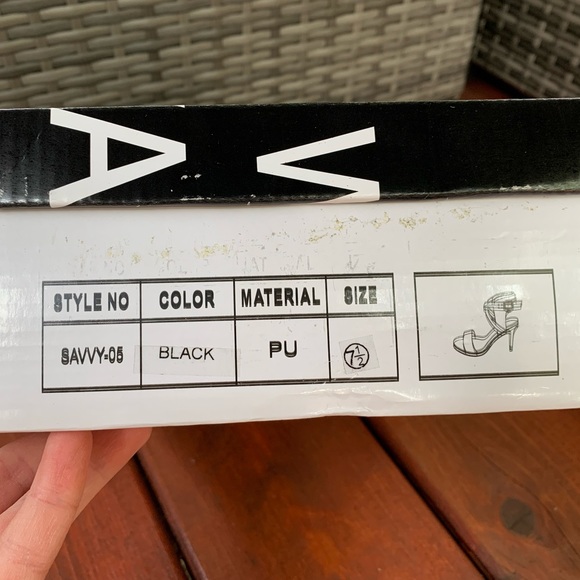 A V
STYLE NO COLOR MATERIAL SIZE
SAVVY-05 BLACK PU 7½